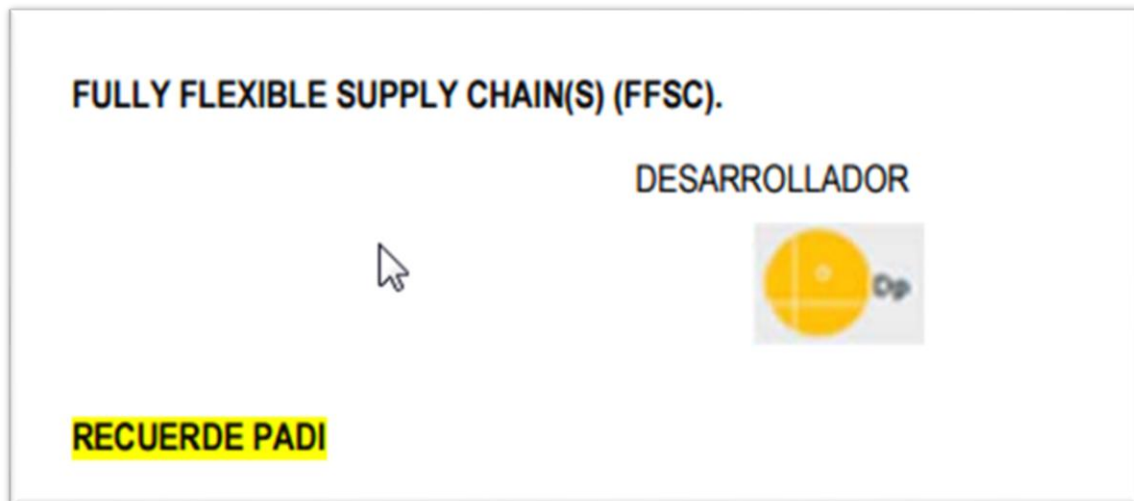 FULLY FLEXIBLE SUPPLY CHAIN(S) (FFSC).
DESARROLLADOR
Dp
RECUERDE PADI